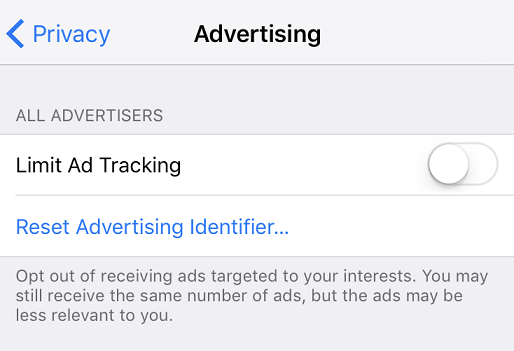 Privacy
Advertising
ALL ADVERTISERS
Limit Ad Tracking
Reset Advertising Identifier...
Opt out of receiving ads targeted to your interests. You may
still receive the same number of ads, but the ads may be
less relevant to you.